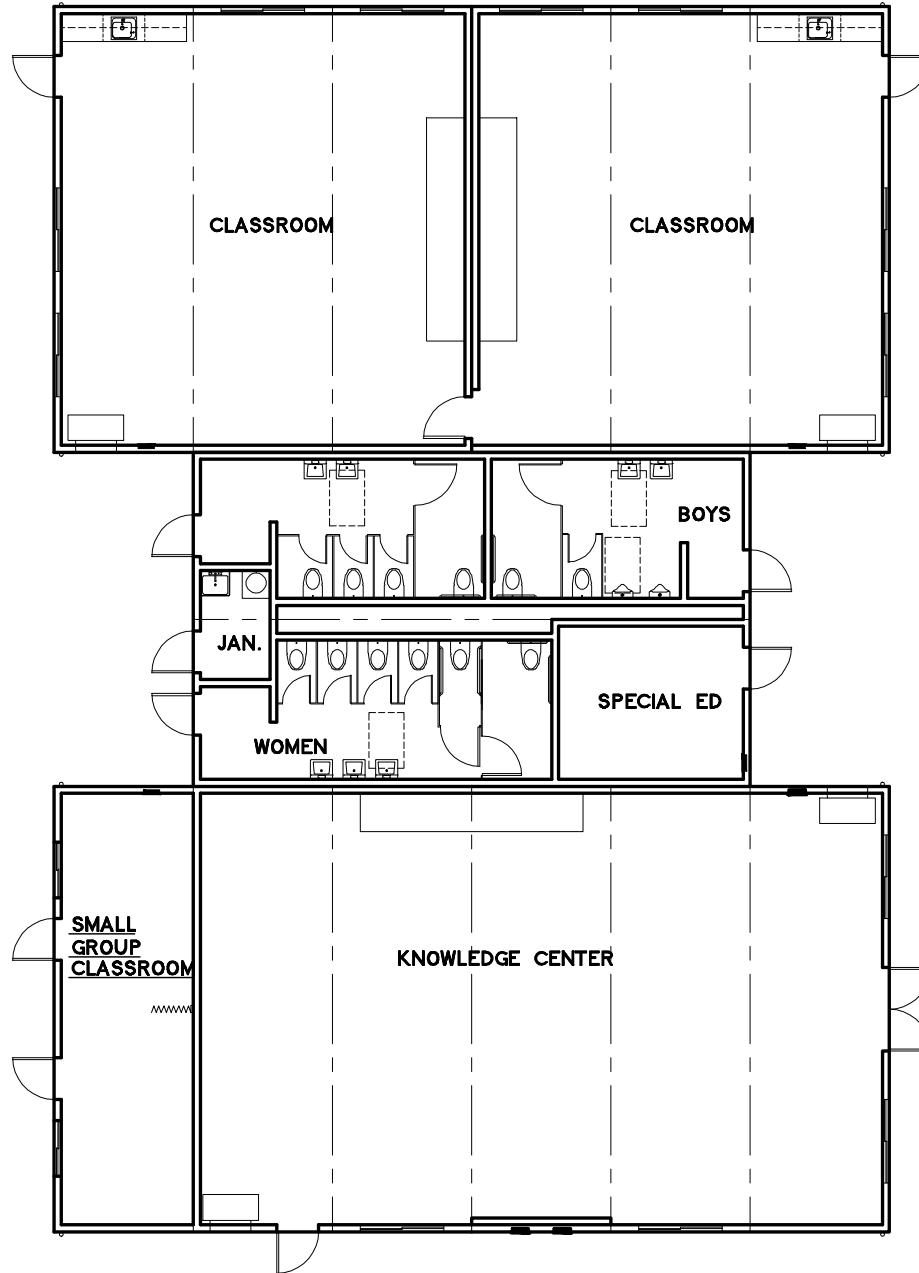 CLASSROOM
CLASSROOM
BOYS
JAN.
SPECIAL ED
WOMEN
SMALL
GROUP
CLASSROOM
KNOWLEDGE CENTER